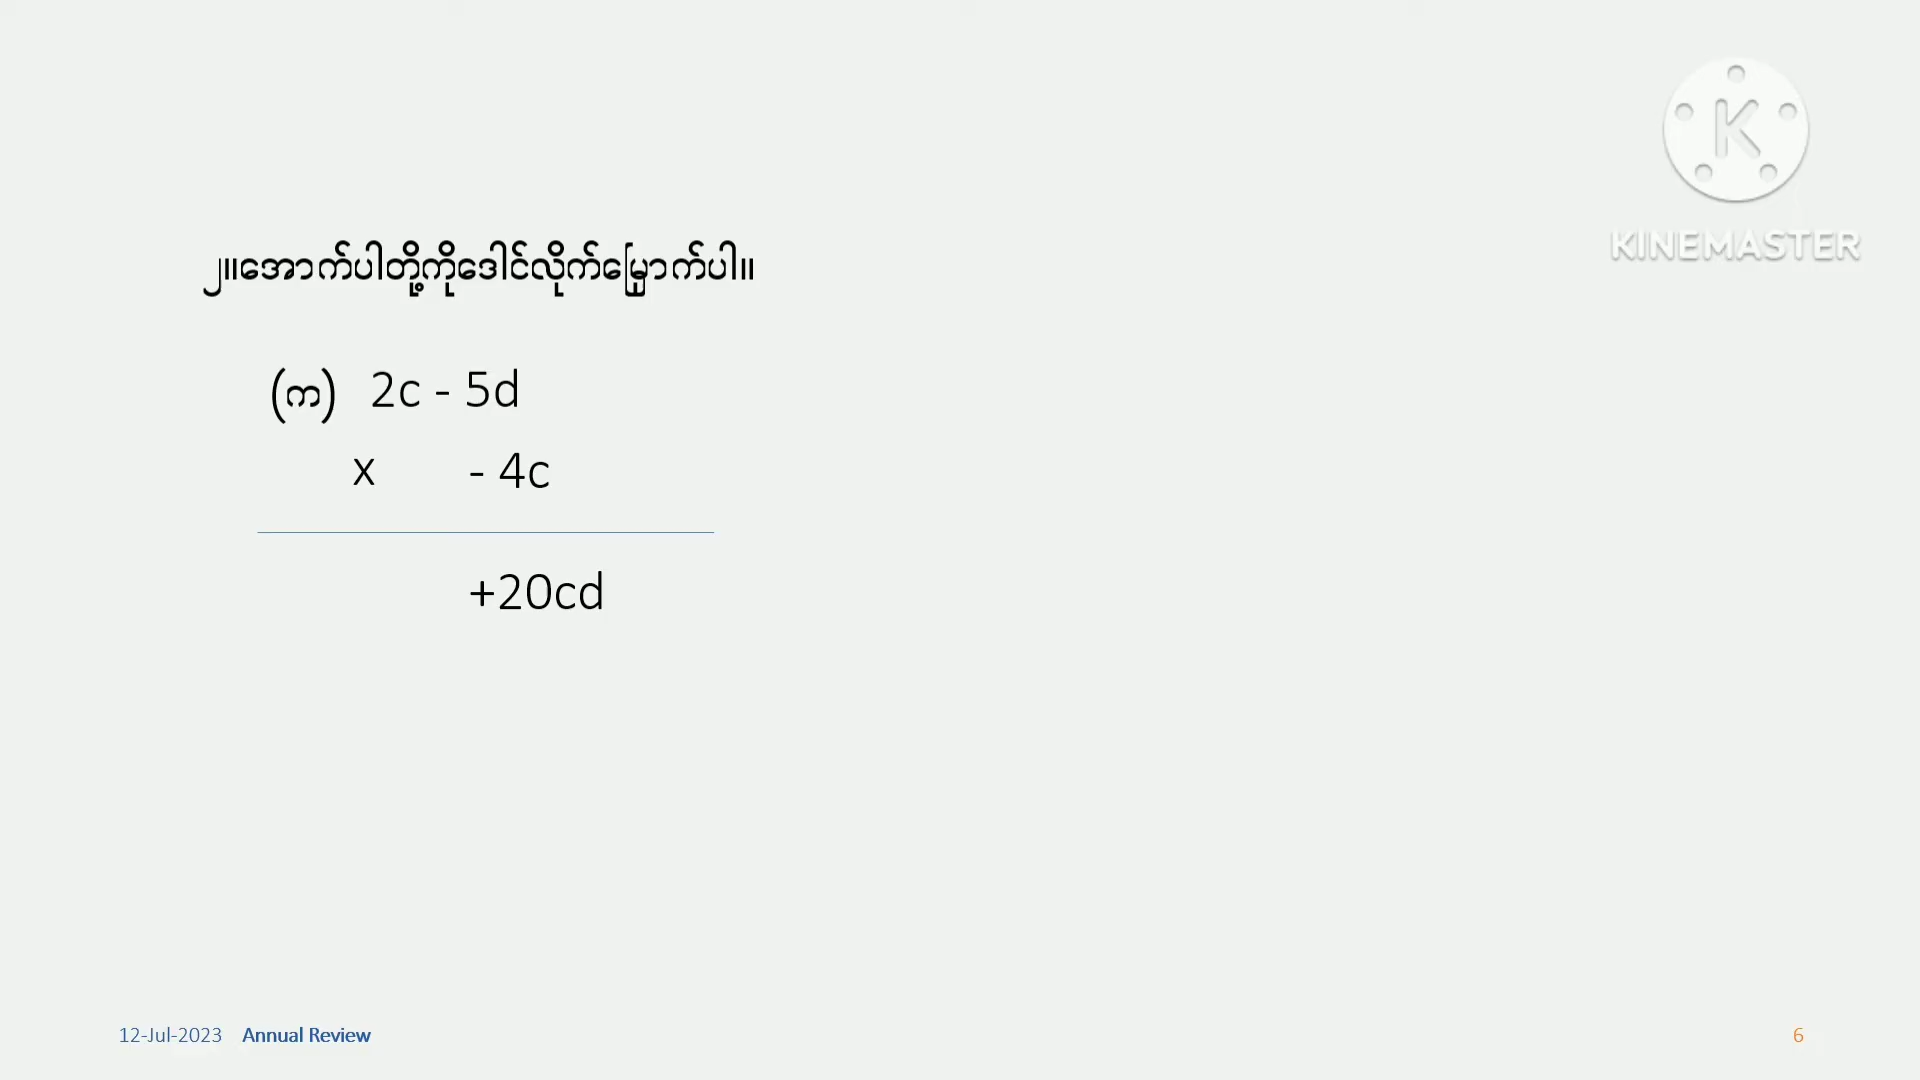 ၂။အောက်ပါတို့ကိုဒေါင်လိုက်မြှောက်ပါ။
(က) 2c - 5d
x - 4c
+20cd
K
KINEMASTER
12-Jul-2023 Annual Review 6